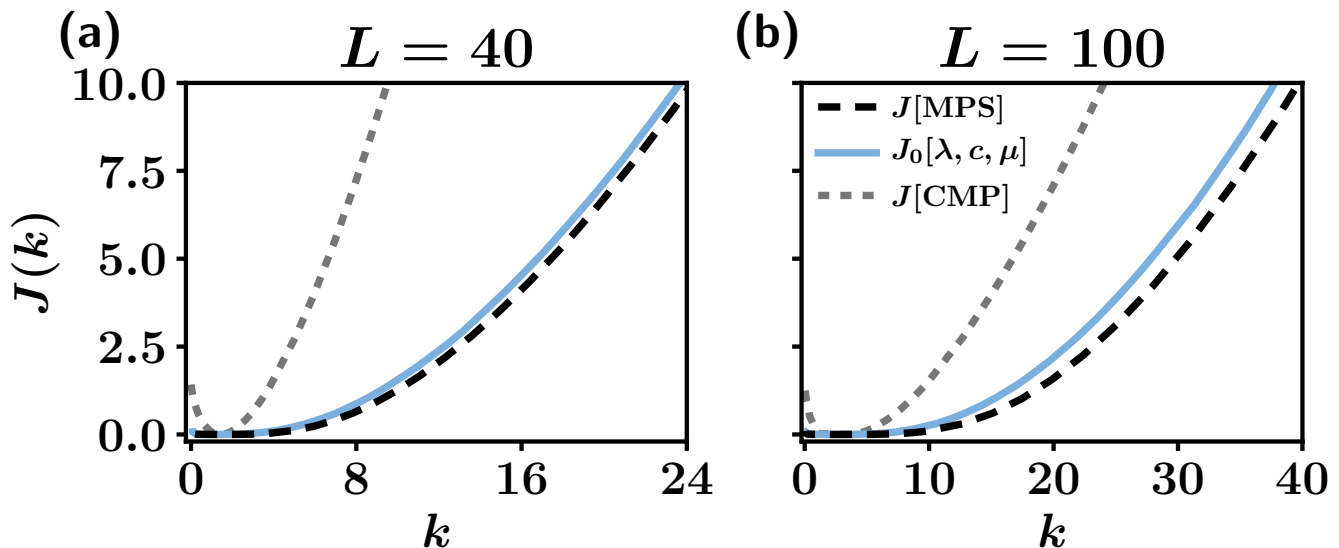 (a)
L = 40
10.0
7.5
5.0
2.5
0.0
J(k)
0 8 16 24
k
(b)
L = 100
J[MPS]
J₀[λ, c, μ]
J[CMP]
0 10 20 30 40
k